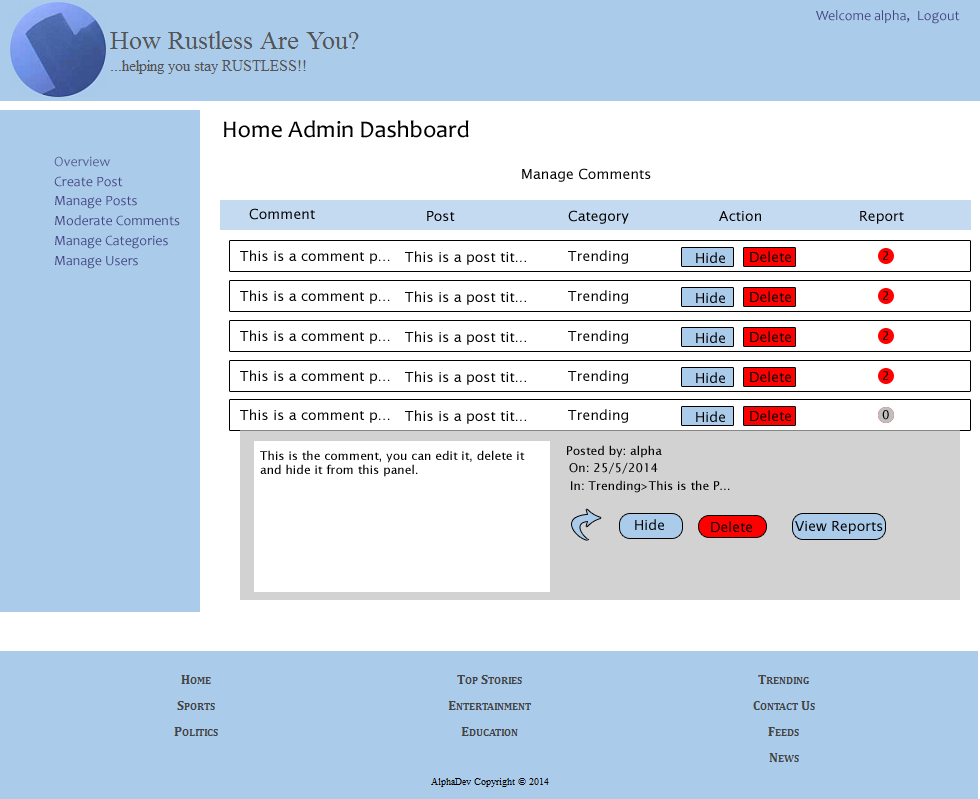 Welcome alpha, Logout
How Rustless Are You?
...helping you stay RUSTLESS!!
Overview
Create Post
Manage Posts
Moderate Comments
Manage Categories
Manage Users
Home Admin Dashboard
Manage Comments
Comment Post Category Action Report
This is a comment p... This is a post tit... Trending Hide Delete 2
This is a comment p... This is a post tit... Trending Hide Delete 2
This is a comment p... This is a post tit... Trending Hide Delete 2
This is a comment p... This is a post tit... Trending Hide Delete 2
This is a comment p... This is a post tit... Trending Hide Delete 0
This is the comment, you can edit it, delete it
and hide it from this panel.
Posted by: alpha
On: 25/5/2014
In: Trending>This is the P...
Hide Delete View Reports
Home Top Stories Trending
Sports Entertainment Contact Us
Politics Education Feeds
News
AlphaDev Copyright © 2014